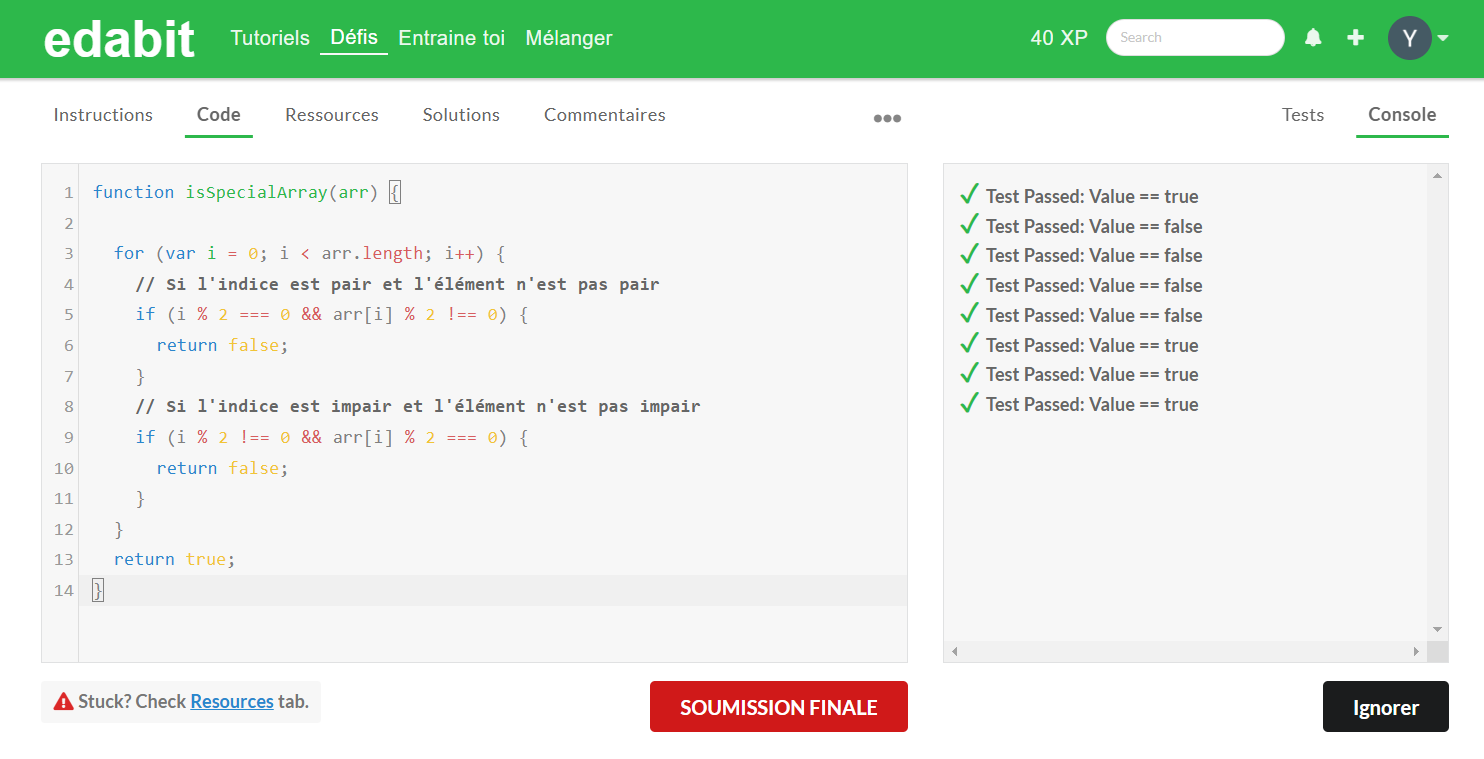 edabit Tutoriels Défis Entraine toi Mélanger 40 XP Search Y
Instructions Code Ressources Solutions Commentaires ••• Tests Console
1 function isSpecialArray(arr) {
2
3 for (var i = 0; i < arr.length; i++) {
4 // Si l'indice est pair et l'élément n'est pas pair
5 if (i % 2 === 0 && arr[i] % 2 !== 0) {
6 return false;
7 }
8 // Si l'indice est impair et l'élément n'est pas impair
9 if (i % 2 !== 0 && arr[i] % 2 === 0) {
10 return false;
11 }
12 }
13 return true;
14 }
Test Passed: Value == true
Test Passed: Value == false
Test Passed: Value == false
Test Passed: Value == false
Test Passed: Value == false
Test Passed: Value == true
Test Passed: Value == true
Test Passed: Value == true
Stuck? Check Resources tab.
SOUMISSION FINALE
Ignorer